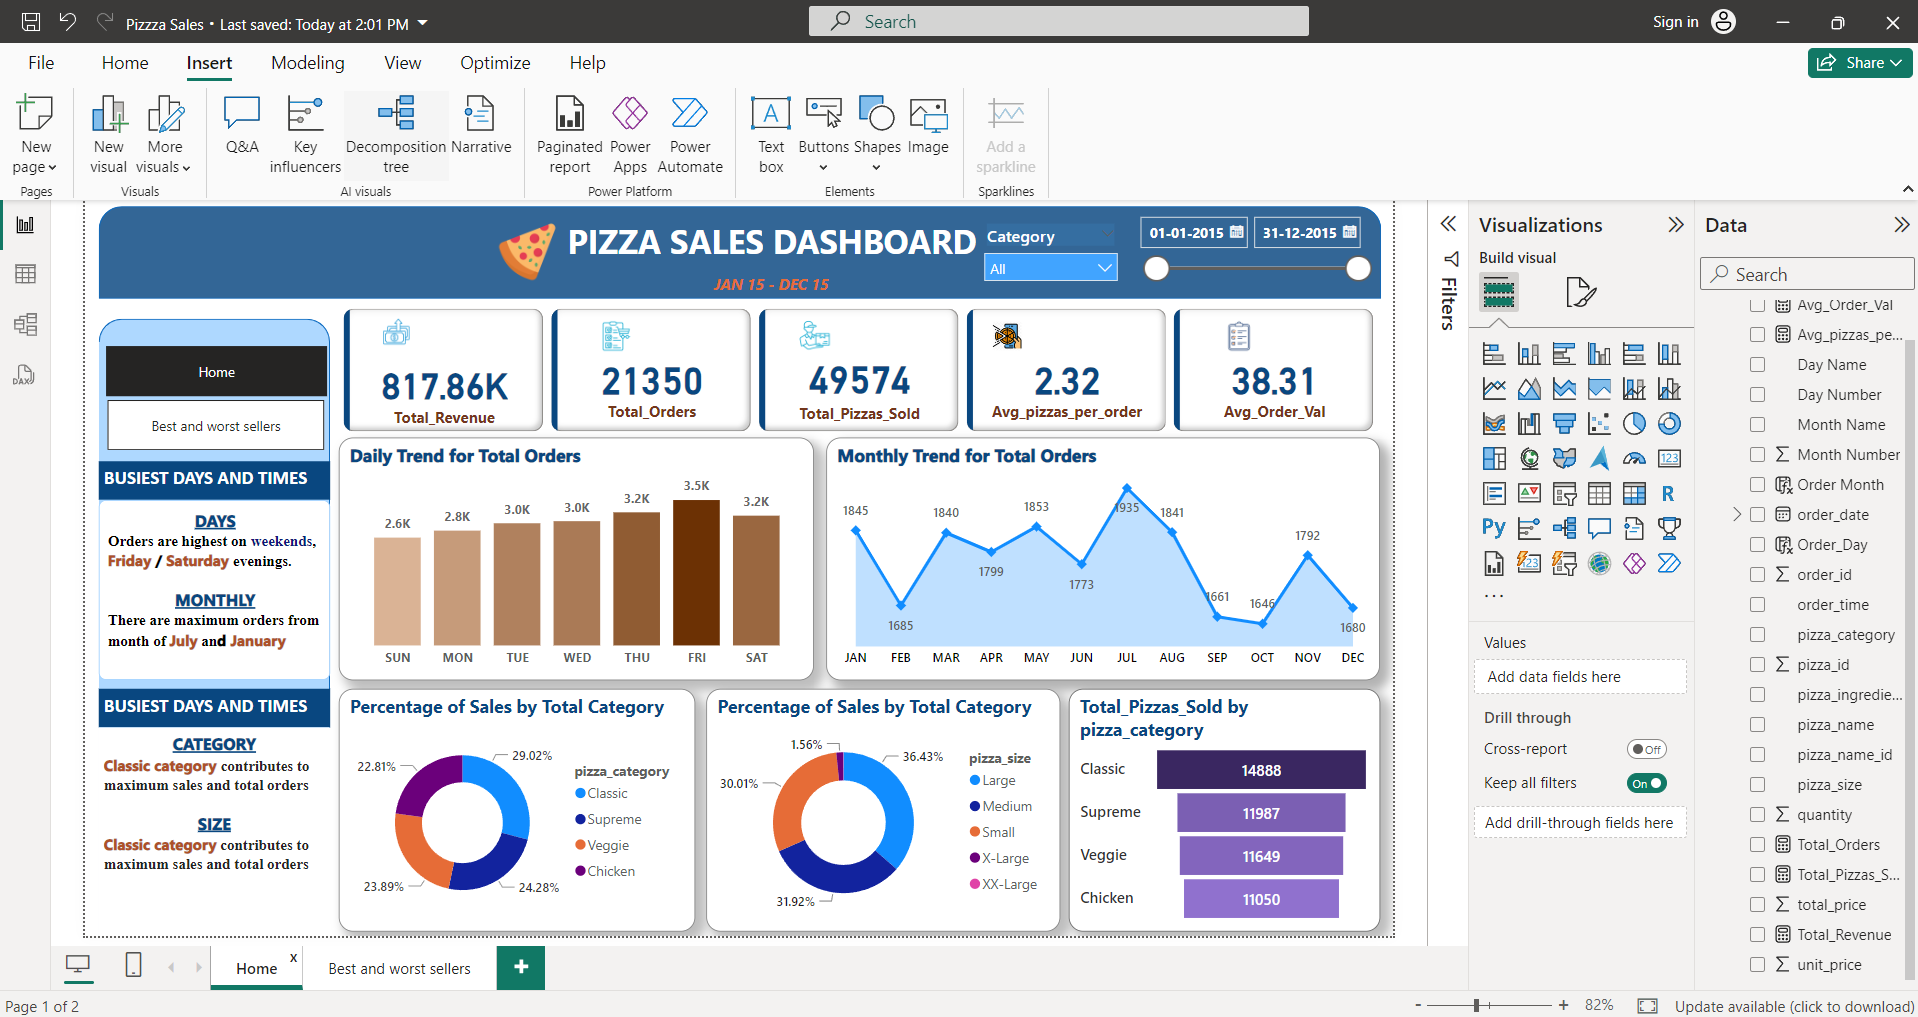 Pizzza Sales • Last saved: Today at 2:01 PM
Search
Sign in
File Home Insert Modeling View Optimize Help
Share
New page
New visual
More visuals
Q&A
Key influencers
Decomposition tree
Narrative
Paginated report
Power Apps
Power Automate
Text box
Buttons
Shapes
Image
Add a sparkline
Pages
Visuals
AI visuals
Power Platform
Elements
Sparklines
PIZZA SALES DASHBOARD
JAN 15 - DEC 15
Category
All
01-01-2015
31-12-2015
Home
Best and worst sellers
BUSIEST DAYS AND TIMES
DAYS
Orders are highest on weekends,
Friday / Saturday evenings.
MONTHLY
There are maximum orders from
month of July and January
BUSIEST DAYS AND TIMES
CATEGORY
Classic category contributes to
maximum sales and total orders
SIZE
Classic category contributes to
maximum sales and total orders
817.86K
Total_Revenue
21350
Total_Orders
49574
Total_Pizzas_Sold
2.32
Avg_pizzas_per_order
38.31
Avg_Order_Val
Daily Trend for Total Orders
2.6K
2.8K
3.0K
3.0K
3.2K
3.5K
3.2K
SUN MON TUE WED THU FRI SAT
Monthly Trend for Total Orders
1845
1685
1840
1799
1853
1773
1935
1841
1661
1646
1792
1680
JAN FEB MAR APR MAY JUN JUL AUG SEP OCT NOV DEC
Percentage of Sales by Total Category
29.02%
24.28%
23.89%
22.81%
pizza_category
Classic
Supreme
Veggie
Chicken
Percentage of Sales by Total Category
1.56%
36.43%
30.01%
31.92%
pizza_size
Large
Medium
Small
X-Large
XX-Large
Total_Pizzas_Sold by
pizza_category
Classic 14888
Supreme 11987
Veggie 11649
Chicken 11050
Filters
Visualizations
Build visual
123
R
Py
123
...
Values
Add data fields here
Drill through
Cross-report Off
Keep all filters On
Add drill-through fields here
Data
Search
Avg_Order_Val
Avg_pizzas_pe...
Day Name
Day Number
Month Name
Month Number
Order Month
order_date
Order_Day
order_id
order_time
pizza_category
pizza_id
pizza_ingredie...
pizza_name
pizza_name_id
pizza_size
quantity
Total_Orders
Total_Pizzas_S...
total_price
Total_Revenue
unit_price
DAX
Home x
Best and worst sellers
+
Page 1 of 2
- + 82%
Update available (click to download)